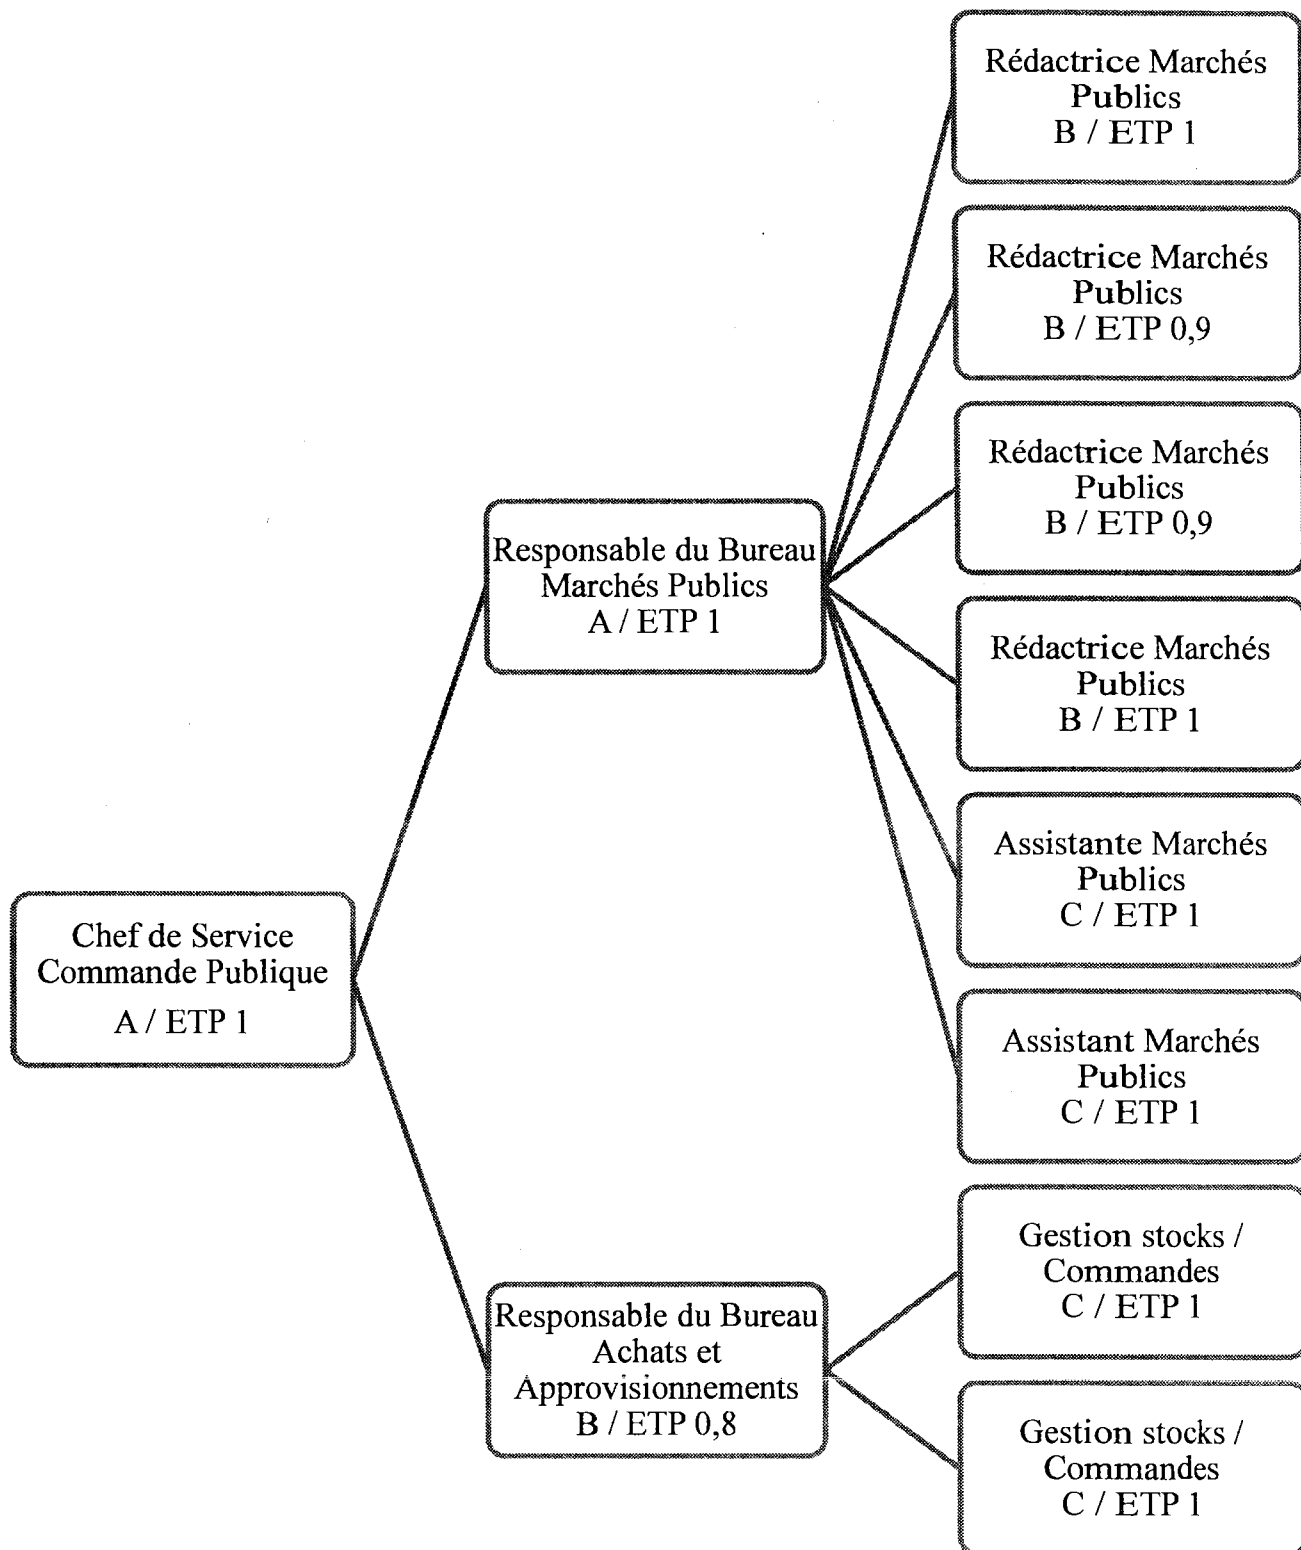 Rédactrice Marchés
Publics
B / ETP 1
Rédactrice Marchés
Publics
B / ETP 0,9
Rédactrice Marchés
Publics
B / ETP 0,9
Responsable du Bureau
Marchés Publics
A / ETP 1
Rédactrice Marchés
Publics
B / ETP 1
Assistante Marchés
Publics
C / ETP 1
Chef de Service
Commande Publique
A / ETP 1
Assistant Marchés
Publics
C / ETP 1
Gestion stocks /
Commandes
C / ETP 1
Responsable du Bureau
Achats et
Approvisionnements
B / ETP 0,8
Gestion stocks /
Commandes
C / ETP 1